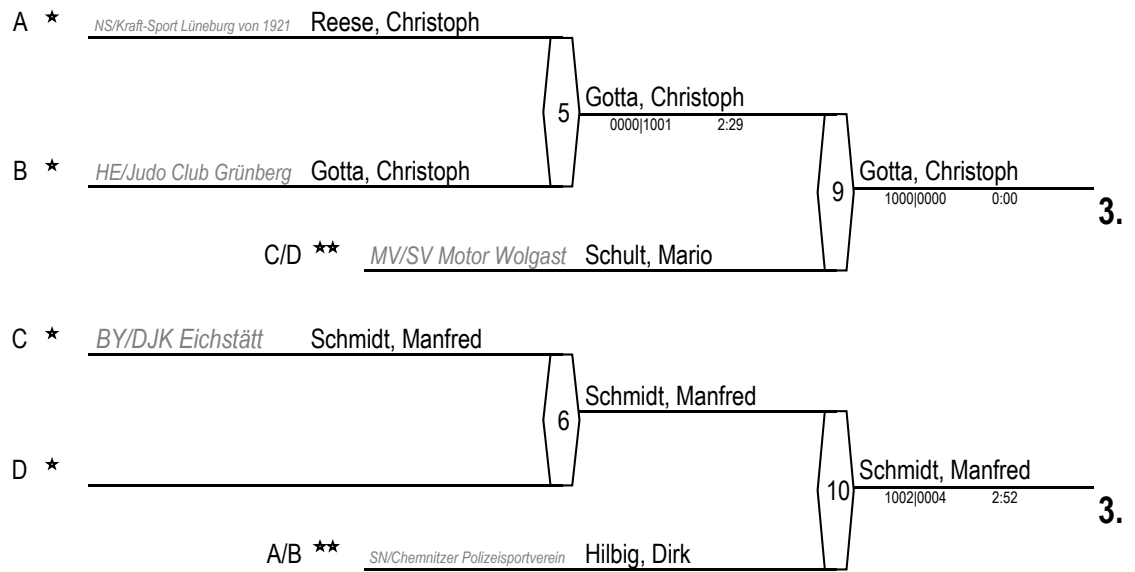 A ★ NS/Kraft-Sport Lüneburg von 1921 Reese, Christoph
5
Gotta, Christoph
0000|1001 2:29
B ★ HE/Judo Club Grünberg Gotta, Christoph
9
Gotta, Christoph
1000|0000 0:00
3.
C/D ★★ MV/SV Motor Wolgast Schult, Mario
C ★ BY/DJK Eichstätt Schmidt, Manfred
6
Schmidt, Manfred
D ★
10
Schmidt, Manfred
1002|0004 2:52
3.
A/B ★★ SN/Chemnitzer Polizeisportverein Hilbig, Dirk